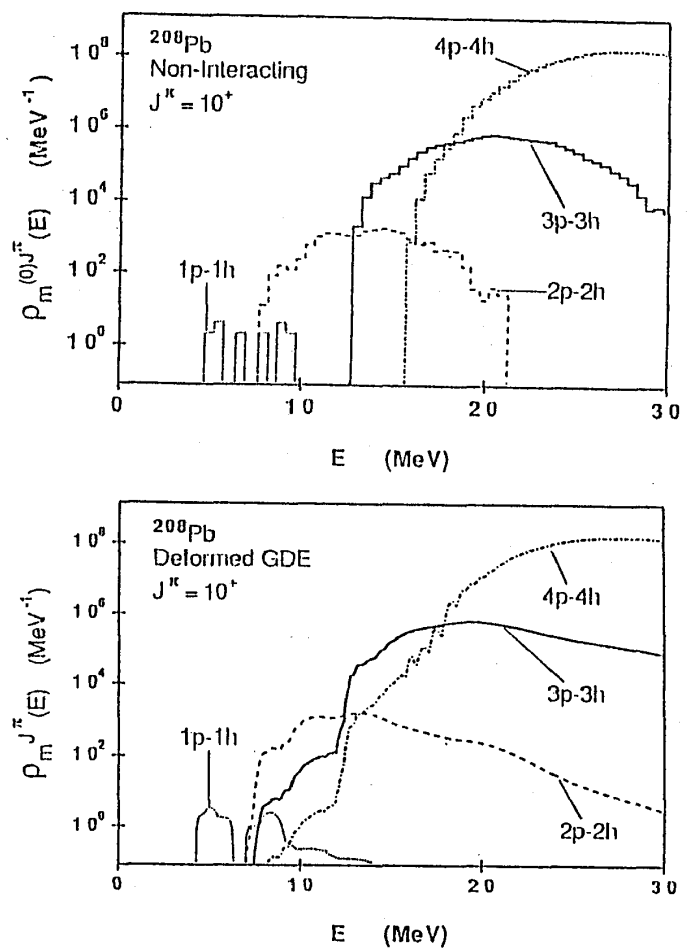 ²⁰⁸Pb
Non-Interacting
J^π = 10⁺
4p-4h
3p-3h
2p-2h
1p-1h
10⁸
10⁶
10⁴
10²
10⁰
ρ_m^(0)J^π (E) (MeV⁻¹)
0 10 20 30
E (MeV)
²⁰⁸Pb
Deformed GDE
J^π = 10⁺
4p-4h
3p-3h
2p-2h
1p-1h
10⁸
10⁶
10⁴
10²
10⁰
ρ_m^J^π (E) (MeV⁻¹)
0 10 20 30
E (MeV)